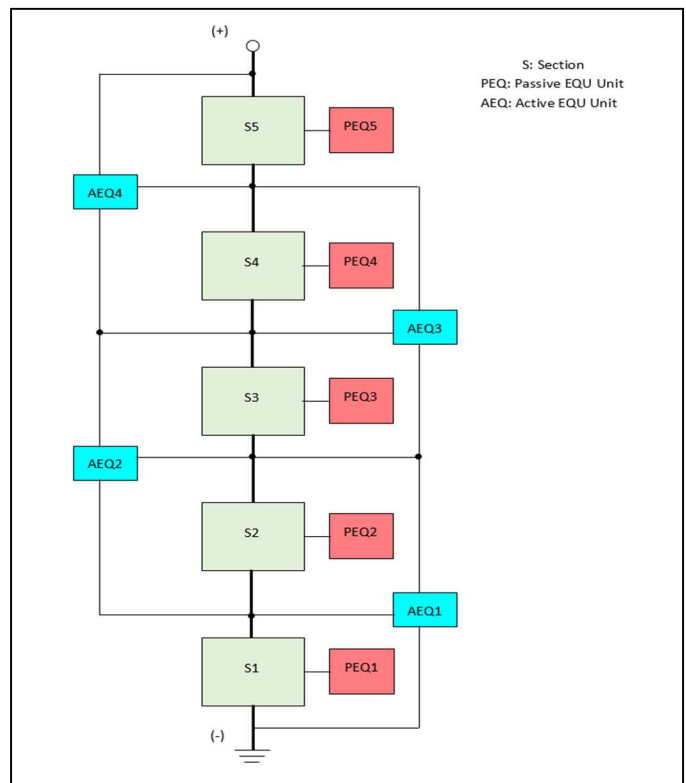 (+)
S: Section
PEQ: Passive EQU Unit
AEQ: Active EQU Unit
S5
PEQ5
AEQ4
S4
PEQ4
AEQ3
S3
PEQ3
AEQ2
S2
PEQ2
AEQ1
S1
PEQ1
(-)